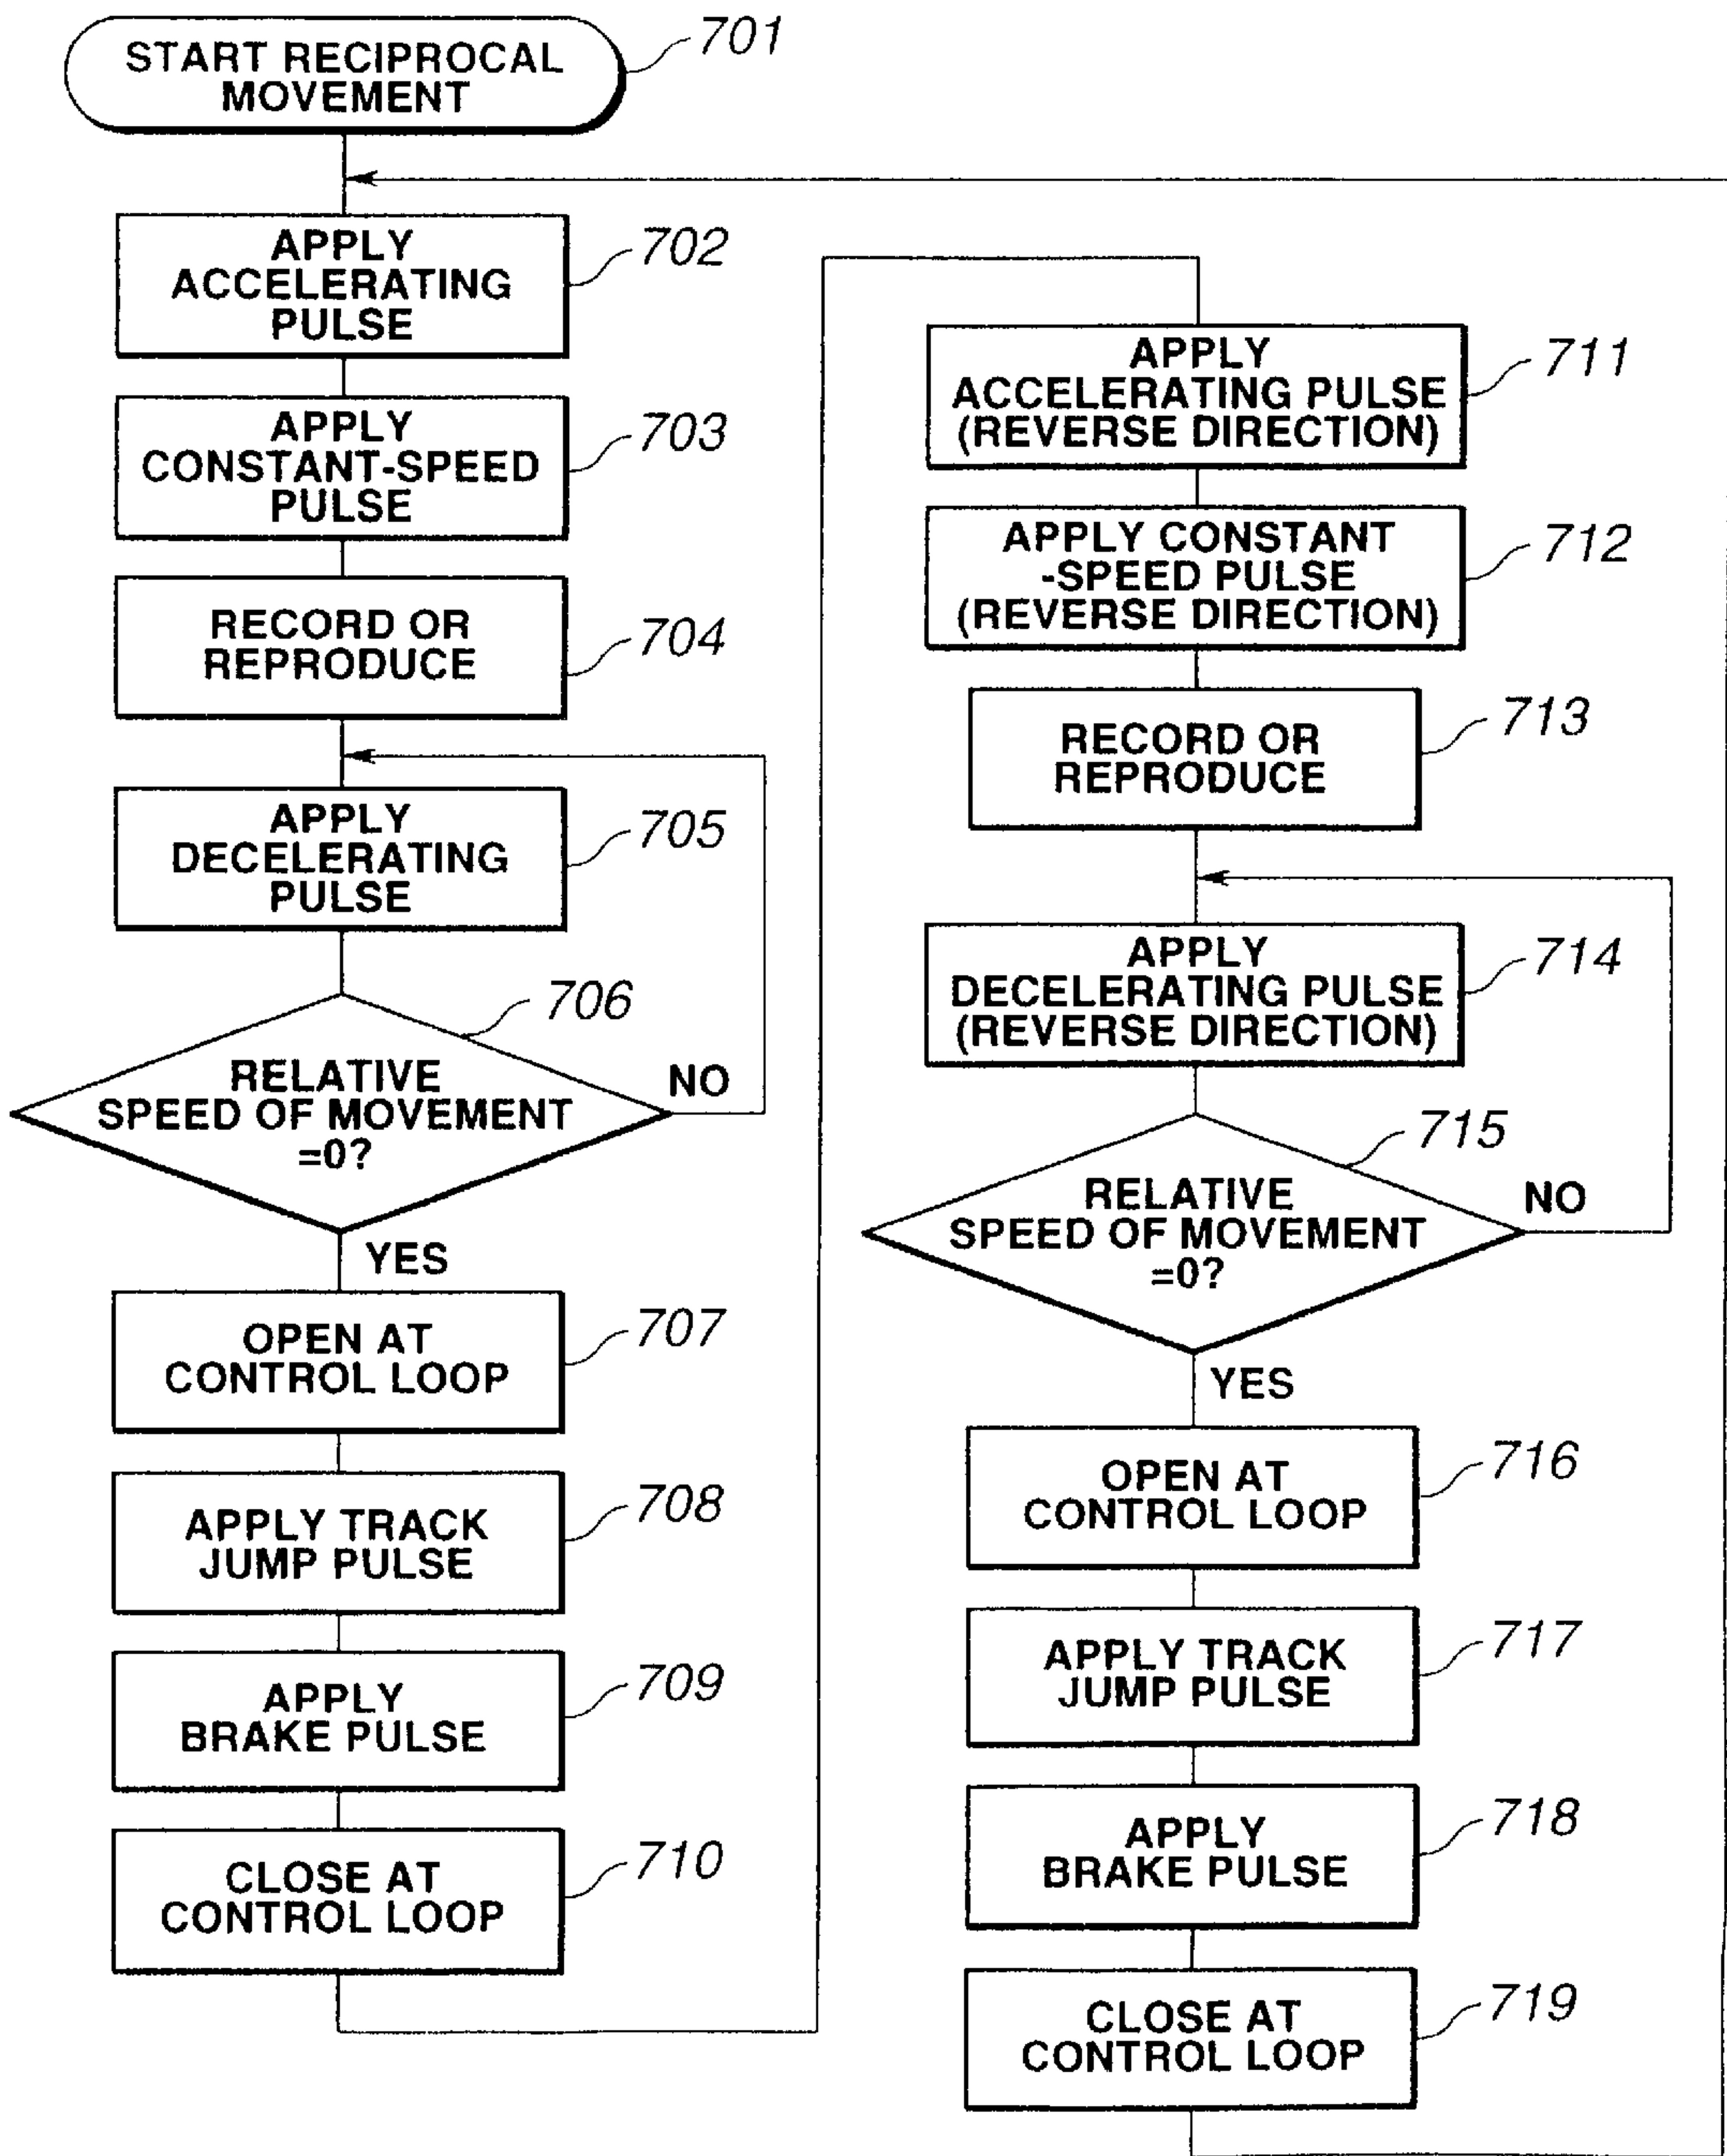 START RECIPROCAL
MOVEMENT
701
APPLY
ACCELERATING
PULSE
702
APPLY
CONSTANT-SPEED
PULSE
703
RECORD OR
REPRODUCE
704
APPLY
DECELERATING
PULSE
705
706
RELATIVE
SPEED OF MOVEMENT
=0?
NO
YES
OPEN AT
CONTROL LOOP
707
APPLY TRACK
JUMP PULSE
708
APPLY
BRAKE PULSE
709
CLOSE AT
CONTROL LOOP
710
APPLY
ACCELERATING PULSE
(REVERSE DIRECTION)
711
APPLY CONSTANT
-SPEED PULSE
(REVERSE DIRECTION)
712
RECORD OR
REPRODUCE
713
APPLY
DECELERATING PULSE
(REVERSE DIRECTION)
714
715
RELATIVE
SPEED OF MOVEMENT
=0?
NO
YES
OPEN AT
CONTROL LOOP
716
APPLY TRACK
JUMP PULSE
717
APPLY
BRAKE PULSE
718
CLOSE AT
CONTROL LOOP
719